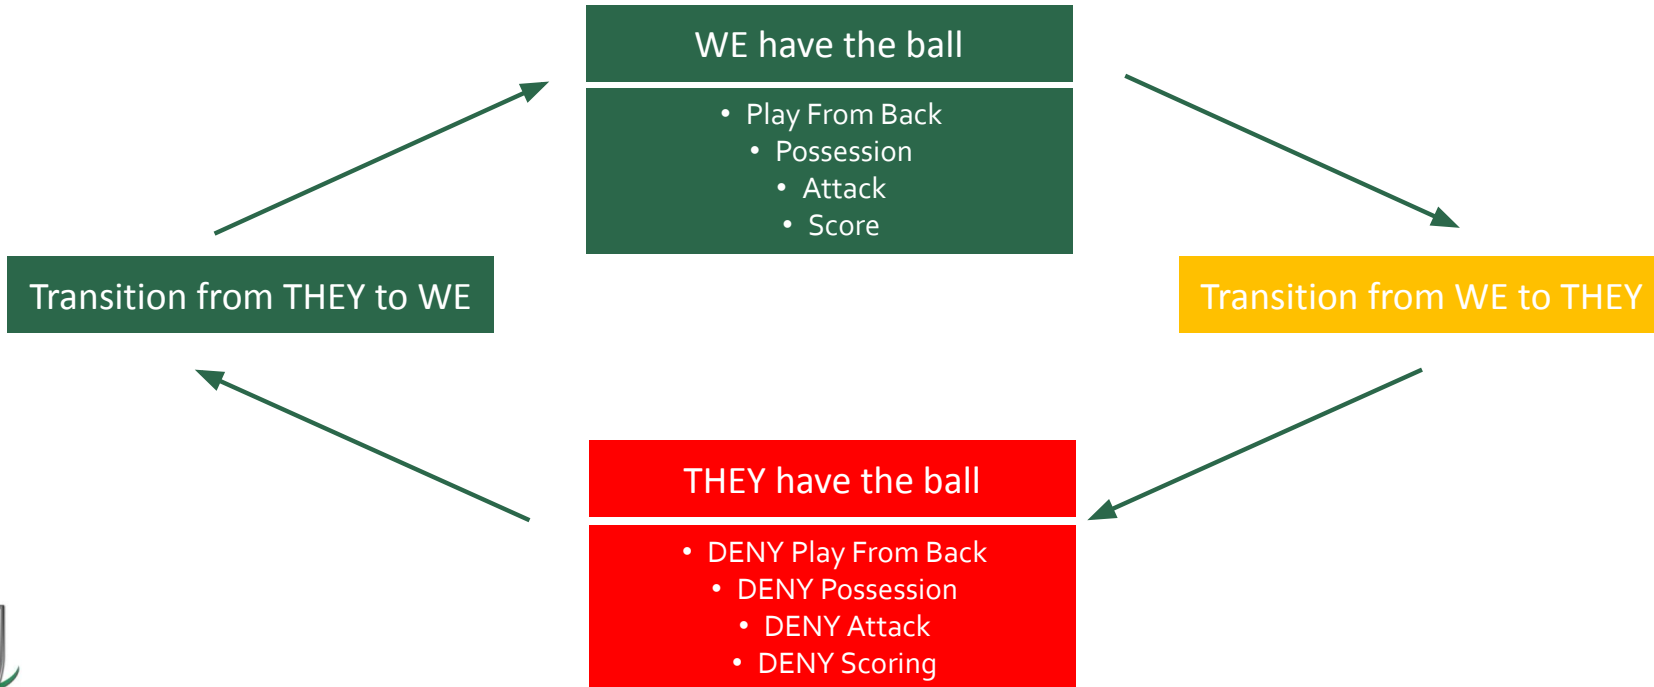 WE have the ball
• Play From Back
• Possession
• Attack
• Score
Transition from THEY to WE
Transition from WE to THEY
THEY have the ball
• DENY Play From Back
• DENY Possession
• DENY Attack
• DENY Scoring